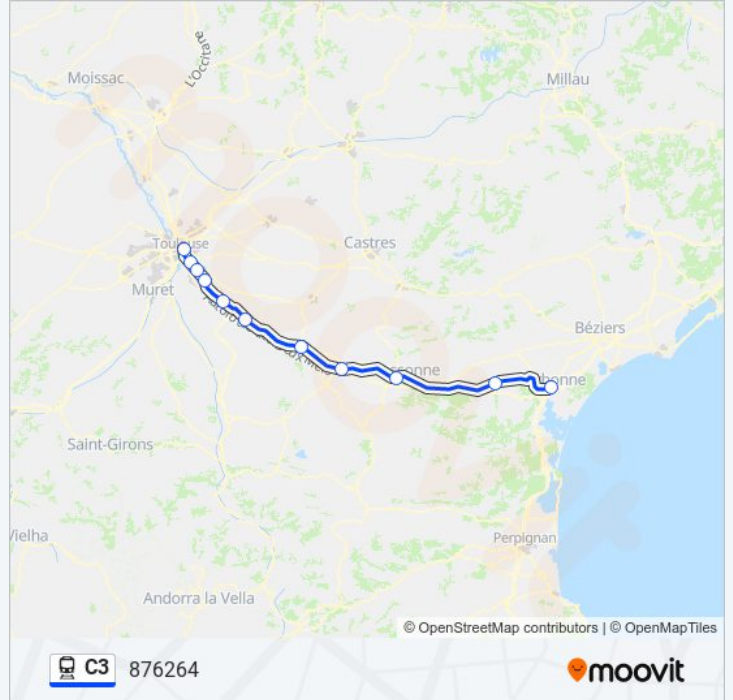 L'Occitane
Moissac
Millau
Toulouse
Castres
Muret
Béziers
Saint-Girons
Vielha
Perpignan
Andorra la Vella
© OpenStreetMap contributors | © OpenMapTiles
C3 876264
moovit